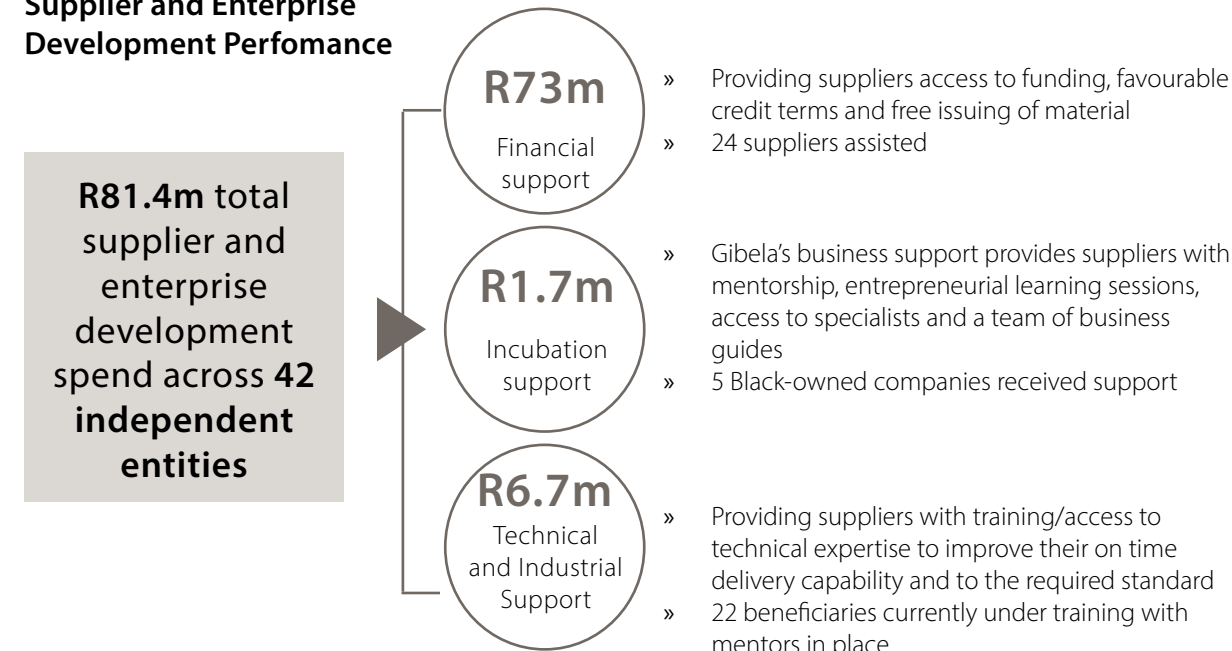 Supplier and Enterprise
Development Perfomance
R81.4m total
supplier and
enterprise
development
spend across 42
independent
entities
R73m
Financial
support
» Providing suppliers access to funding, favourable
credit terms and free issuing of material
» 24 suppliers assisted
R1.7m
Incubation
support
» Gibela’s business support provides suppliers with
mentorship, entrepreneurial learning sessions,
access to specialists and a team of business
guides
» 5 Black-owned companies received support
R6.7m
Technical
and Industrial
Support
» Providing suppliers with training/access to
technical expertise to improve their on time
delivery capability and to the required standard
» 22 beneficiaries currently under training with
mentors in place